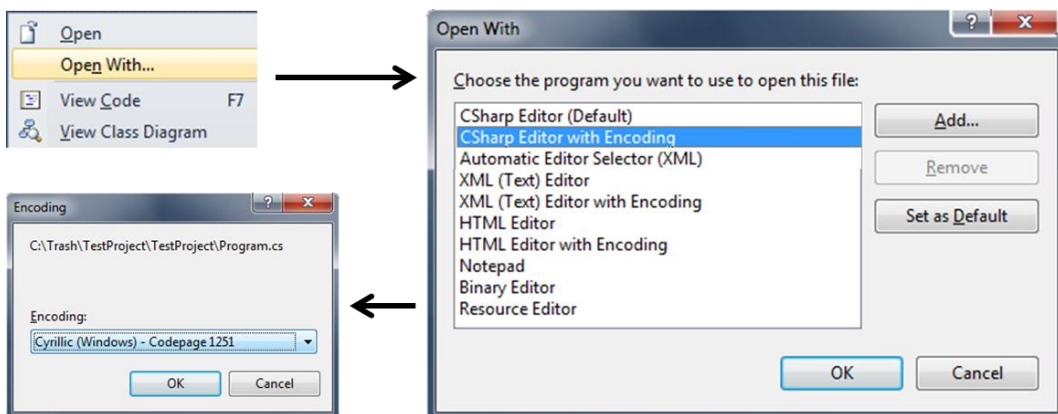 Open
Open With...
View Code F7
View Class Diagram
Open With
Choose the program you want to use to open this file:
CSharp Editor (Default)
CSharp Editor with Encoding
Automatic Editor Selector (XML)
XML (Text) Editor
XML (Text) Editor with Encoding
HTML Editor
HTML Editor with Encoding
Notepad
Binary Editor
Resource Editor
Add...
Remove
Set as Default
OK Cancel
Encoding
C:\Trash\TestProject\TestProject\Program.cs
Encoding:
Cyrillic (Windows) - Codepage 1251
OK Cancel